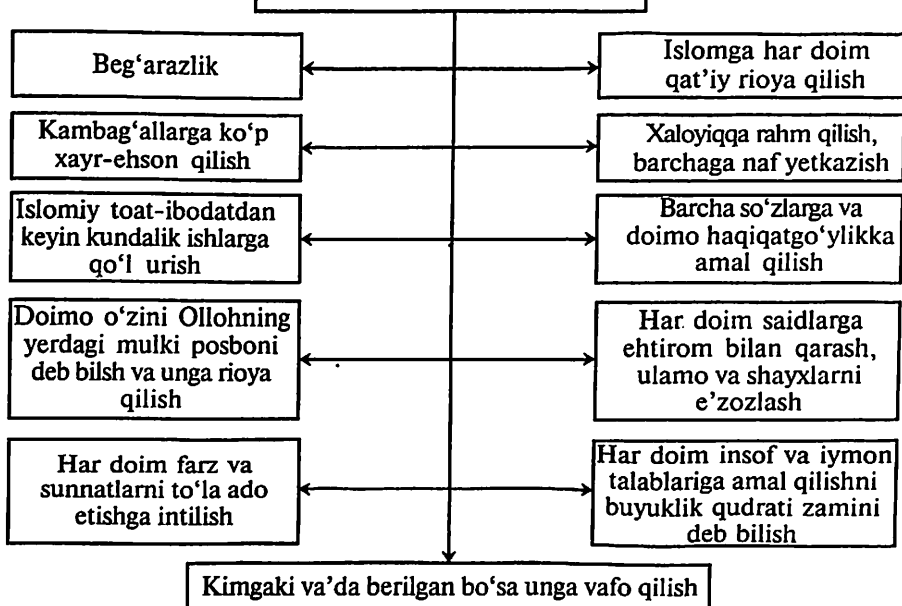 Beg‘arazlik
Islomga har doim
qat’iy rioya qilish
Kambag‘allarga ko‘p
xayr-ehson qilish
Xaloyiqqa rahm qilish,
barchaga naf yetkazish
Islomiy toat-ibodatdan
keyin kundalik ishlarga
qo‘l urish
Barcha so‘zlarga va
doimo haqiqatgo‘ylikka
amal qilish
Doimo o‘zini Ollohning
yerdagi mulki posboni
deb bilsh va unga rioya
qilish
Har doim saidlarga
ehtirom bilan qarash,
ulamo va shayxlarni
e’zozlash
Har doim farz va
sunnatlarni to‘la ado
etishga intilish
Har doim insof va iymon
talablariga amal qilishni
buyuklik qudrati zamini
deb bilish
Kimgaki va’da berilgan bo‘sa unga vafo qilish